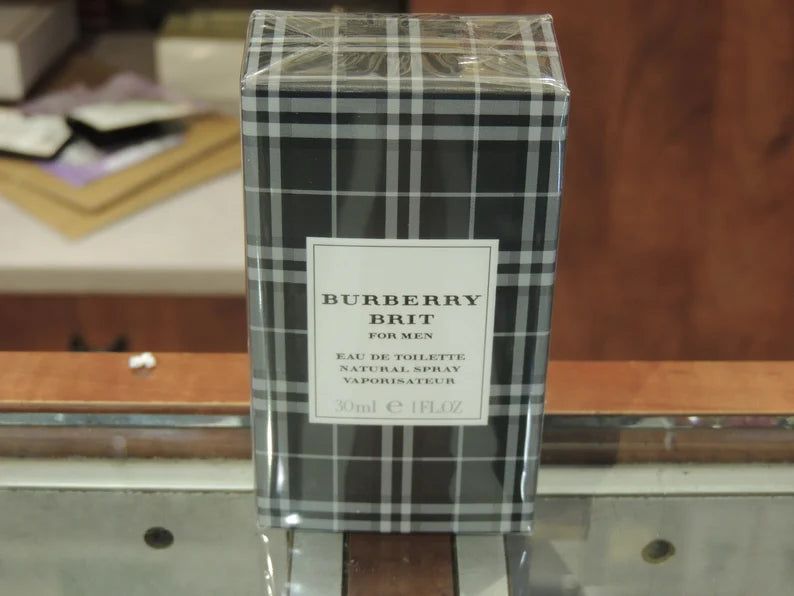 BURBERRY
BRIT
FOR MEN
EAU DE TOILETTE
NATURAL SPRAY
VAPORISATEUR
30ml e 1FL.OZ